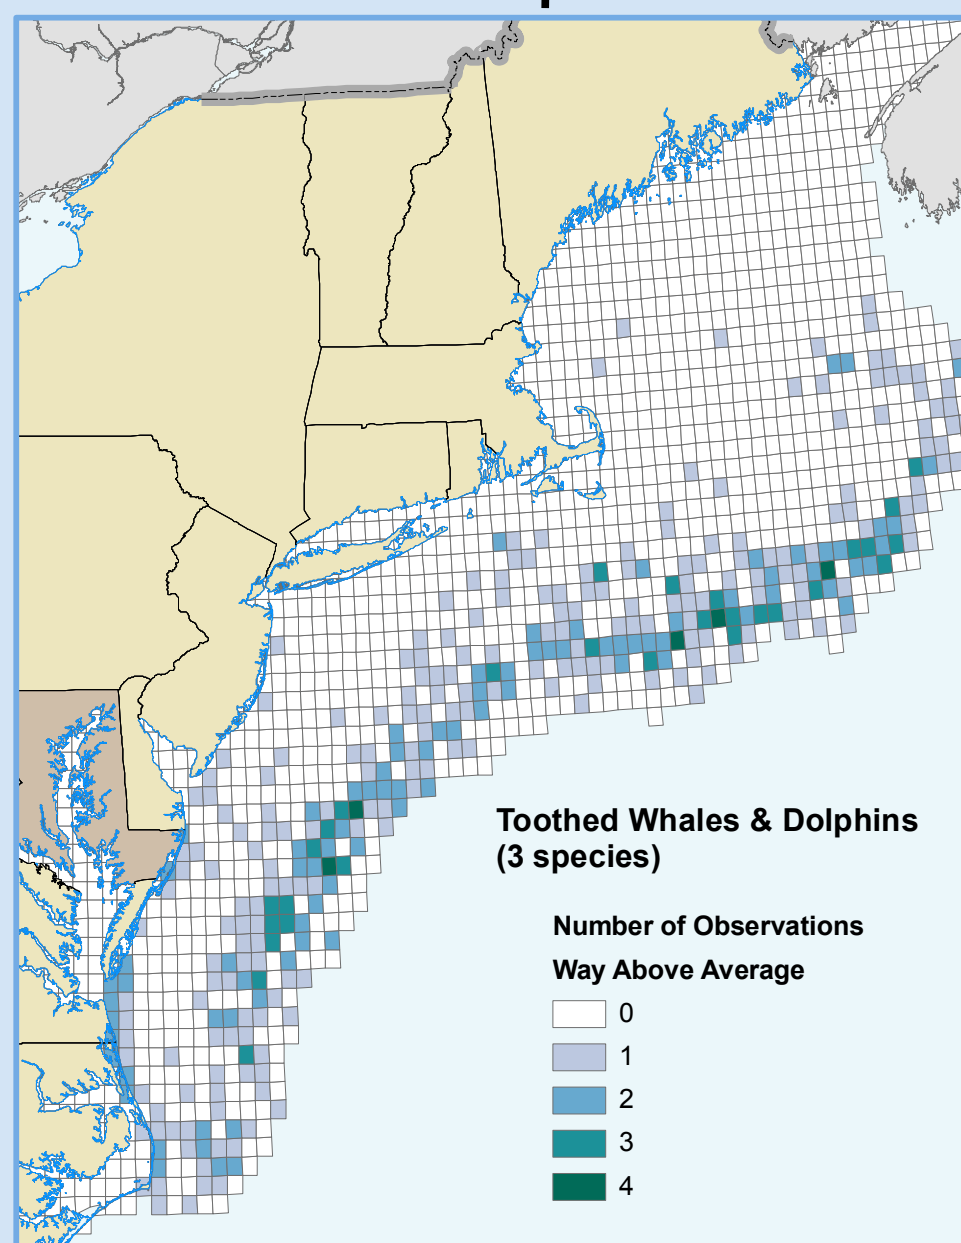 Toothed Whales & Dolphins
(3 species)
Number of Observations
Way Above Average
0
1
2
3
4